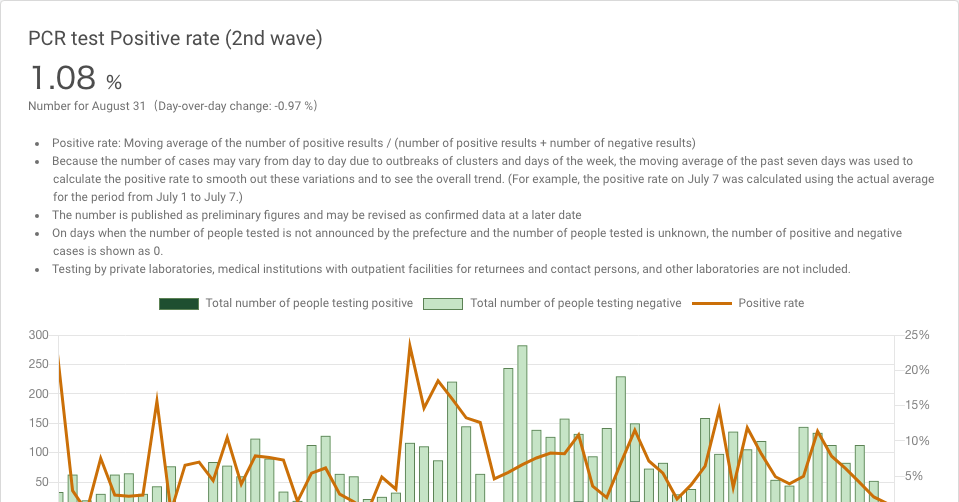 PCR test Positive rate (2nd wave)
1.08 %
Number for August 31 (Day-over-day change: -0.97 %)
• Positive rate: Moving average of the number of positive results / (number of positive results + number of negative results)
• Because the number of cases may vary from day to day due to outbreaks of clusters and days of the week, the moving average of the past seven days was used to
calculate the positive rate to smooth out these variations and to see the overall trend. (For example, the positive rate on July 7 was calculated using the actual average
for the period from July 1 to July 7.)
• The number is published as preliminary figures and may be revised as confirmed data at a later date
• On days when the number of people tested is not announced by the prefecture and the number of people tested is unknown, the number of positive and negative
cases is shown as 0.
• Testing by private laboratories, medical institutions with outpatient facilities for returnees and contact persons, and other laboratories are not included.
Total number of people testing positive Total number of people testing negative Positive rate
300 25%
250
20%
200
15%
150
10%
100
5%
50